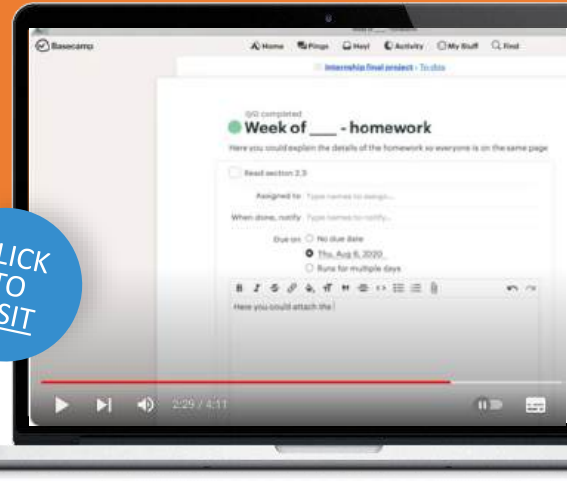 Basecamp
Home Pings Hey! Activity My Stuff Find
Internship final project › To-dos
0/0 completed
Week of ___ - homework
Here you could explain the details of the homework so everyone is on the same page
Read section 2.3
Assigned to Type names to assign...
When done, notify Type names to notify...
Due on No due date
Thu, Aug 6, 2020
Runs for multiple days
Here you could attach the
LICK
TO
SIT
2:29 / 4:11